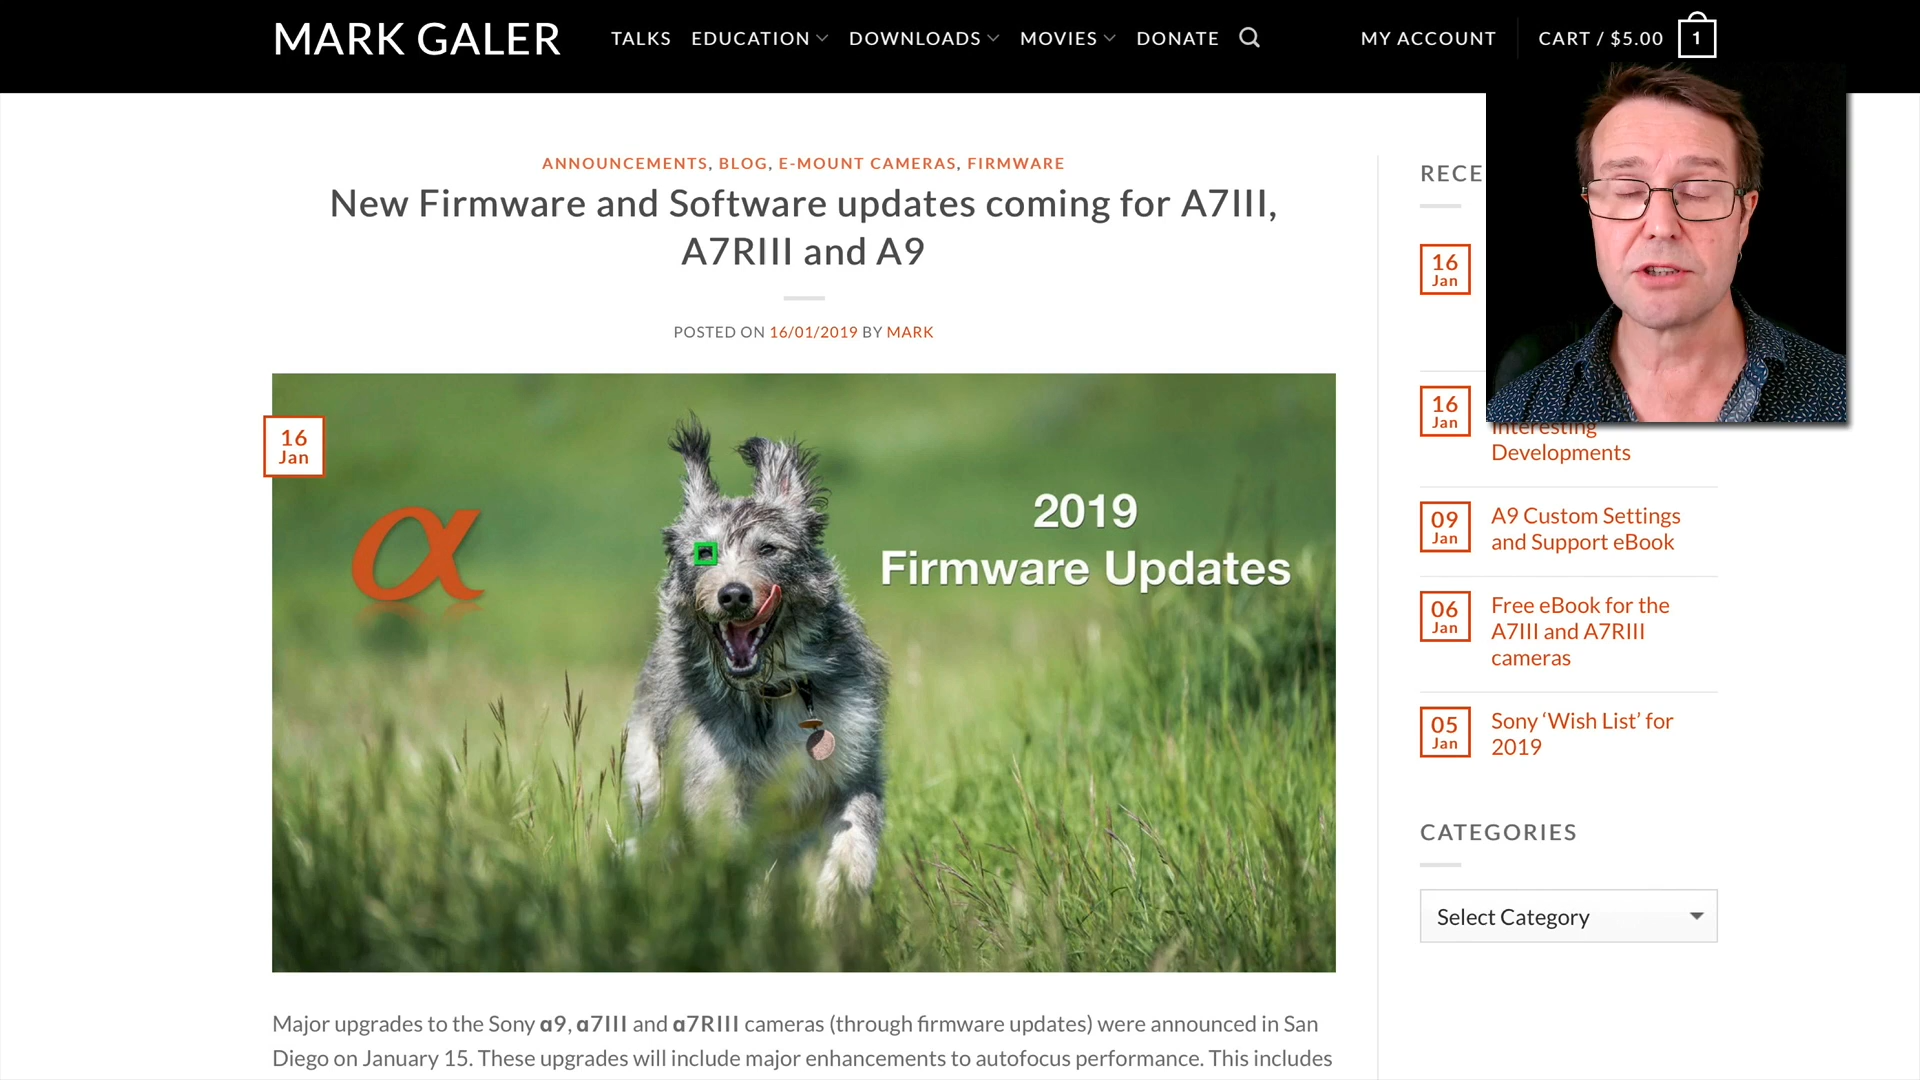 MARK GALER
TALKS
EDUCATION
DOWNLOADS
MOVIES
DONATE
MY ACCOUNT
CART / $5.00
1
ANNOUNCEMENTS, BLOG, E-MOUNT CAMERAS, FIRMWARE
New Firmware and Software updates coming for A7III,
A7RIII and A9
POSTED ON 16/01/2019 BY MARK
16
Jan
α
2019
Firmware Updates
Major upgrades to the Sony α9, α7III and α7RIII cameras (through firmware updates) were announced in San
Diego on January 15. These upgrades will include major enhancements to autofocus performance. This includes
RECE
16
Jan
16
Jan
Interesting
Developments
09
Jan
A9 Custom Settings
and Support eBook
06
Jan
Free eBook for the
A7III and A7RIII
cameras
05
Jan
Sony ‘Wish List’ for
2019
CATEGORIES
Select Category